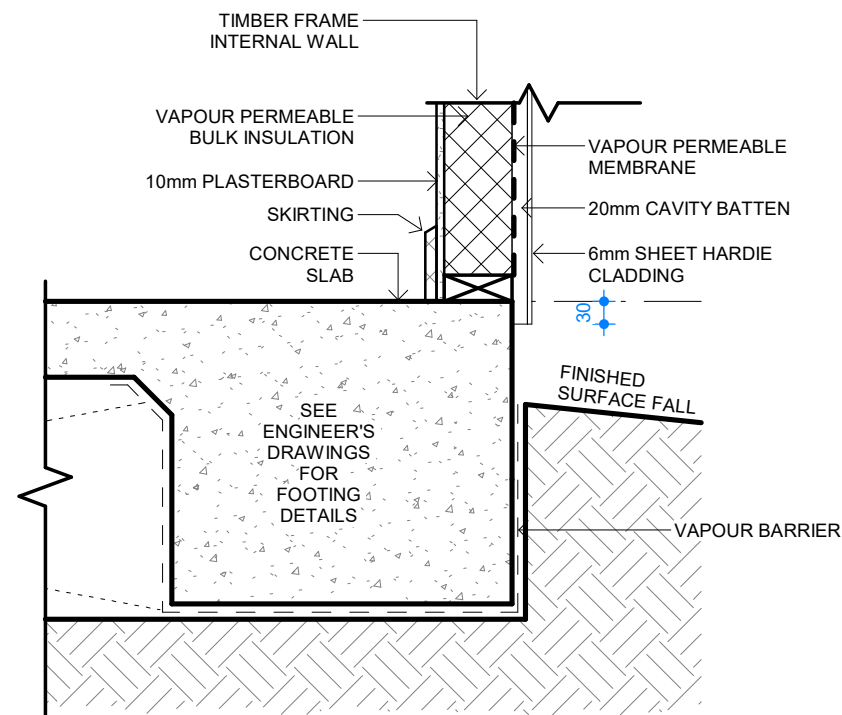 TIMBER FRAME
INTERNAL WALL
VAPOUR PERMEABLE
BULK INSULATION
VAPOUR PERMEABLE
MEMBRANE
10mm PLASTERBOARD
20mm CAVITY BATTEN
SKIRTING
CONCRETE
SLAB
6mm SHEET HARDIE
CLADDING
30
FINISHED
SURFACE FALL
SEE
ENGINEER'S
DRAWINGS
FOR
FOOTING
DETAILS
VAPOUR BARRIER